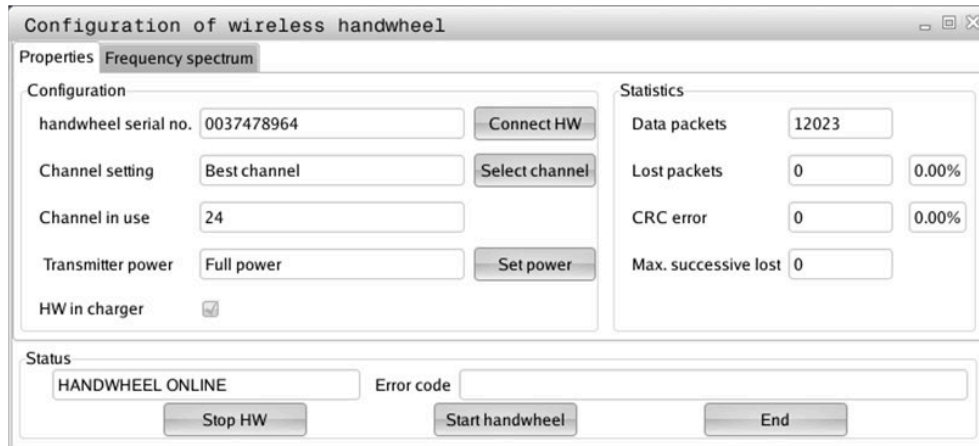 Configuration of wireless handwheel
Properties Frequency spectrum
Configuration
handwheel serial no. 0037478964 Connect HW
Channel setting Best channel Select channel
Channel in use 24
Transmitter power Full power Set power
HW in charger
Statistics
Data packets 12023
Lost packets 0 0.00%
CRC error 0 0.00%
Max. successive lost 0
Status
HANDWHEEL ONLINE Error code
Stop HW Start handwheel End